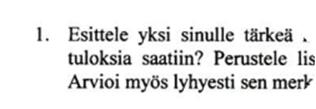 1. Esittele yksi sinulle tärkeä
tuloksia saatiin? Perustele lis
Arvioi myös lyhyesti sen merk